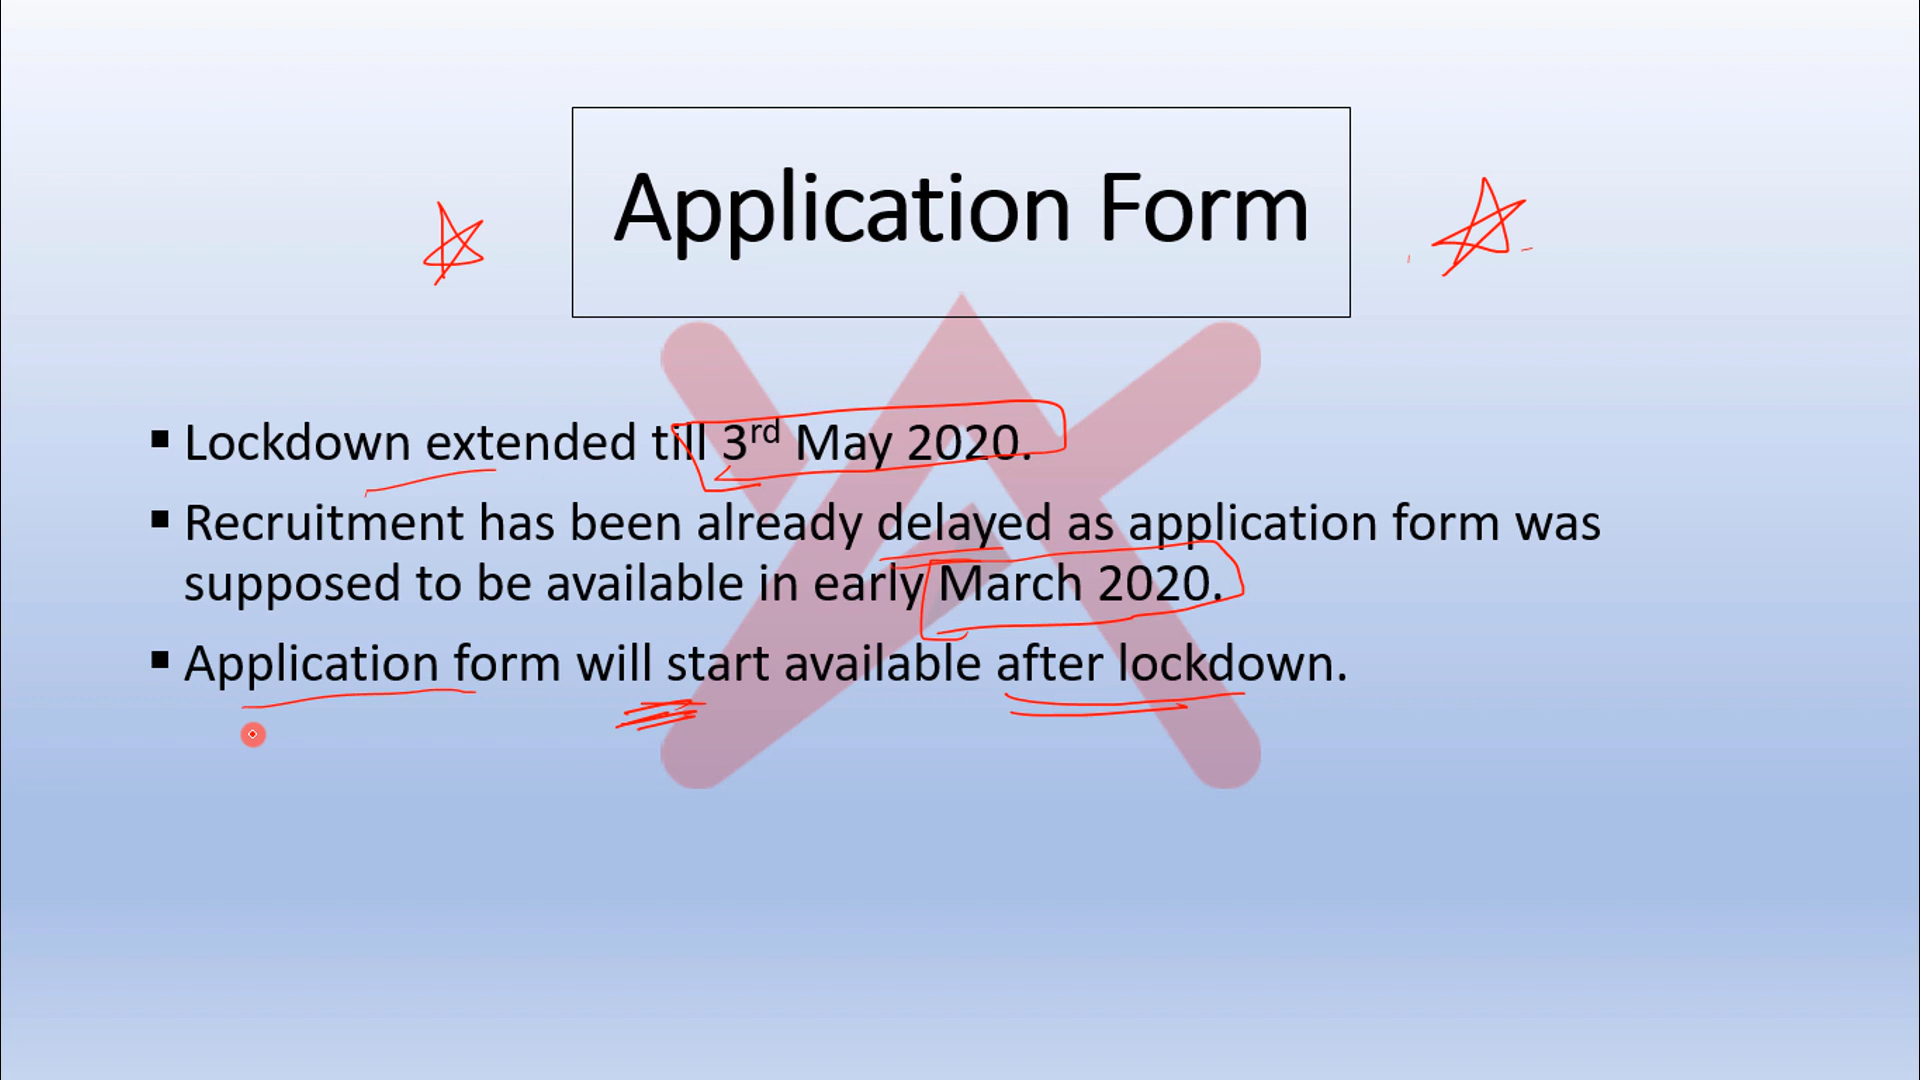 Application Form
▪ Lockdown extended till 3rd May 2020.
▪ Recruitment has been already delayed as application form was
supposed to be available in early March 2020.
▪ Application form will start available after lockdown.